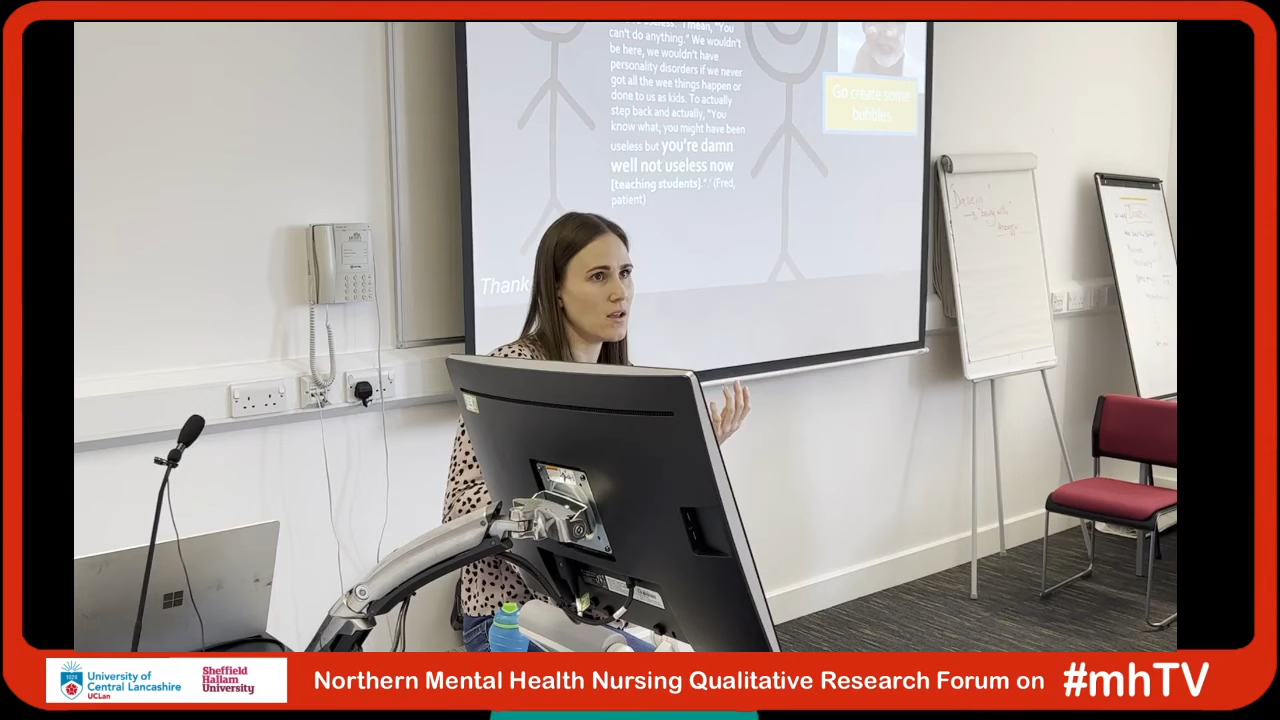 can't do anything." We wouldn't
be here, we wouldn't have
personality disorders if we never
got all the wee things happen or
done to us as kids. To actually
step back and actually, "You
know what, you might have been
useless but you're damn
well not useless now
[teaching students]."' (Fred,
patient)
Go create some
bubbles
Thank
"Dasein"
"being with"
University of
Central Lancashire
UCLan
Sheffield
Hallam
University
Northern Mental Health Nursing Qualitative Research Forum on
#mhTV